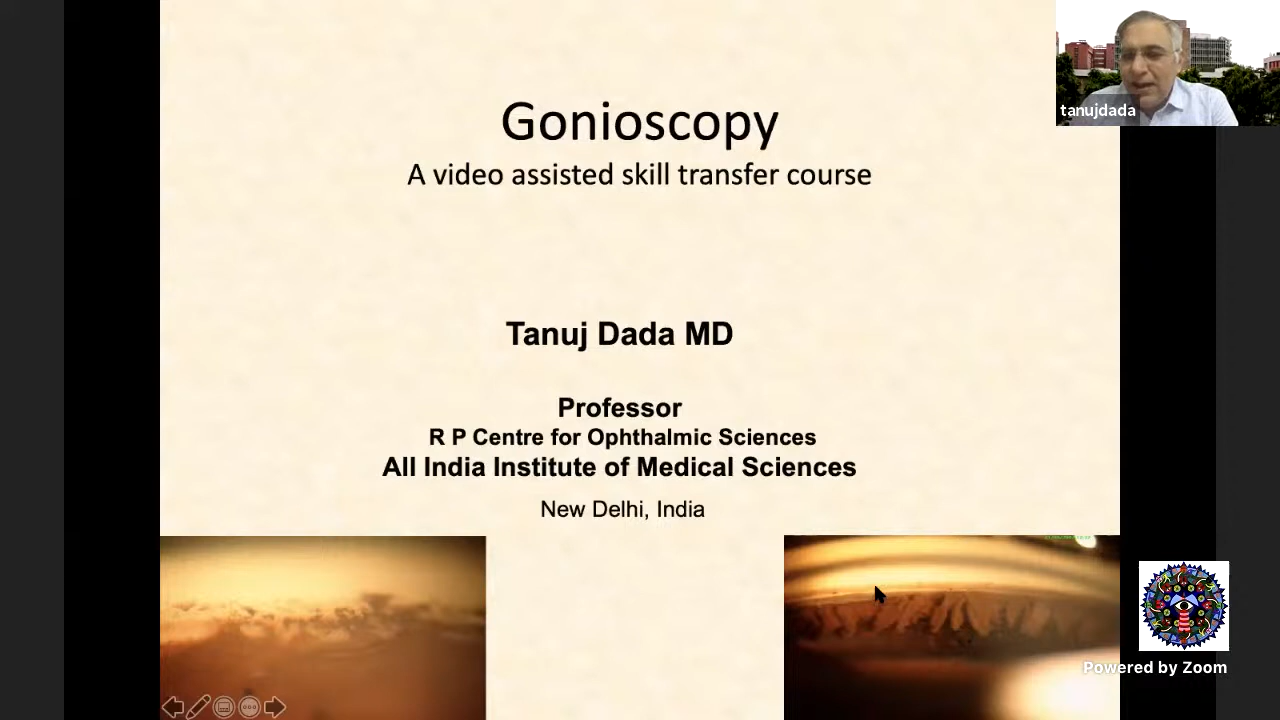 Gonioscopy
A video assisted skill transfer course
tanujdada
Tanuj Dada MD
Professor
R P Centre for Ophthalmic Sciences
All India Institute of Medical Sciences
New Delhi, India
Powered by Zoom